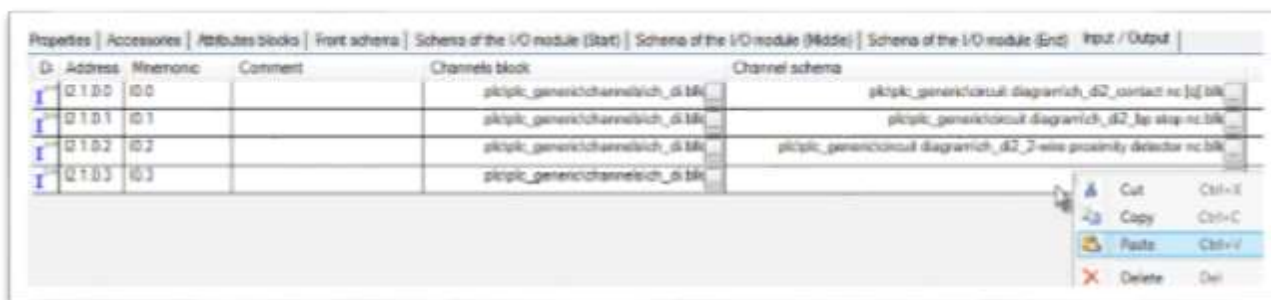 Properties | Accessories | Attributes blocks | Front schema | Schema of the I/O module (Start) | Schema of the I/O module (Middle) | Schema of the I/O module (End) Input / Output |
D Address Mnemonic Comment Channels block Channel schema
I I2.1.0.0 I0.0 plc\plc_generic\channels\ch_di.blk ... plc\plc_generic\circuit diagram\ch_di2_contact nc [q].blk ...
I I2.1.0.1 I0.1 plc\plc_generic\channels\ch_di.blk ... plc\plc_generic\circuit diagram\ch_di2_bp stop nc.blk ...
I I2.1.0.2 I0.2 plc\plc_generic\channels\ch_di.blk ... plc\plc_generic\circuit diagram\ch_di2_2-wire proximity detector nc.blk ...
I I2.1.0.3 I0.3 plc\plc_generic\channels\ch_di.blk ...
Cut Ctrl+X
Copy Ctrl+C
Paste Ctrl+V
Delete Del